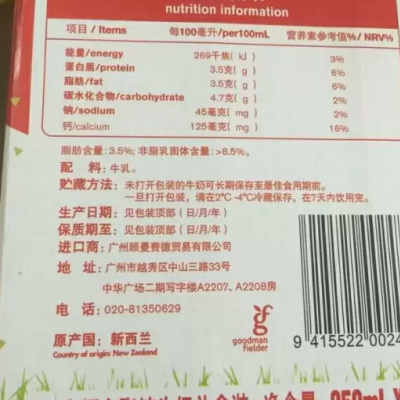 nutrition information
项目 / Items 每100毫升/per100mL 营养素参考值%/ NRV%
能量/energy 269千焦( kJ ) 3%
蛋白质/protein 3.5克( g ) 6%
脂肪/fat 3.5克( g ) 6%
碳水化合物/carbohydrate 4.7克( g ) 2%
钠/sodium 45毫克( mg ) 2%
钙/calcium 125毫克( mg ) 16%
脂肪含量: 3.5%; 非脂乳固体含量: >8.5%。
配 料: 牛乳。
贮藏方法: 未打开包装的牛奶可长期保存至最佳食用期前。
一旦打开包装, 请在2℃ -4℃冷藏保存, 在7天内饮用完。
生产日期: 见包装顶部 (日/月/年)
保质期至: 见包装顶部 (日/月/年)
进口商: 广州顾曼费德贸易有限公司
地 址: 广州市越秀区中山三路33号
中华广场二期写字楼A2207、A2208房
电 话: 020-81350629
原产国: 新西兰
Country of origin: New Zealand
goodman
fielder
9 415522 0024
净含量: 250mL